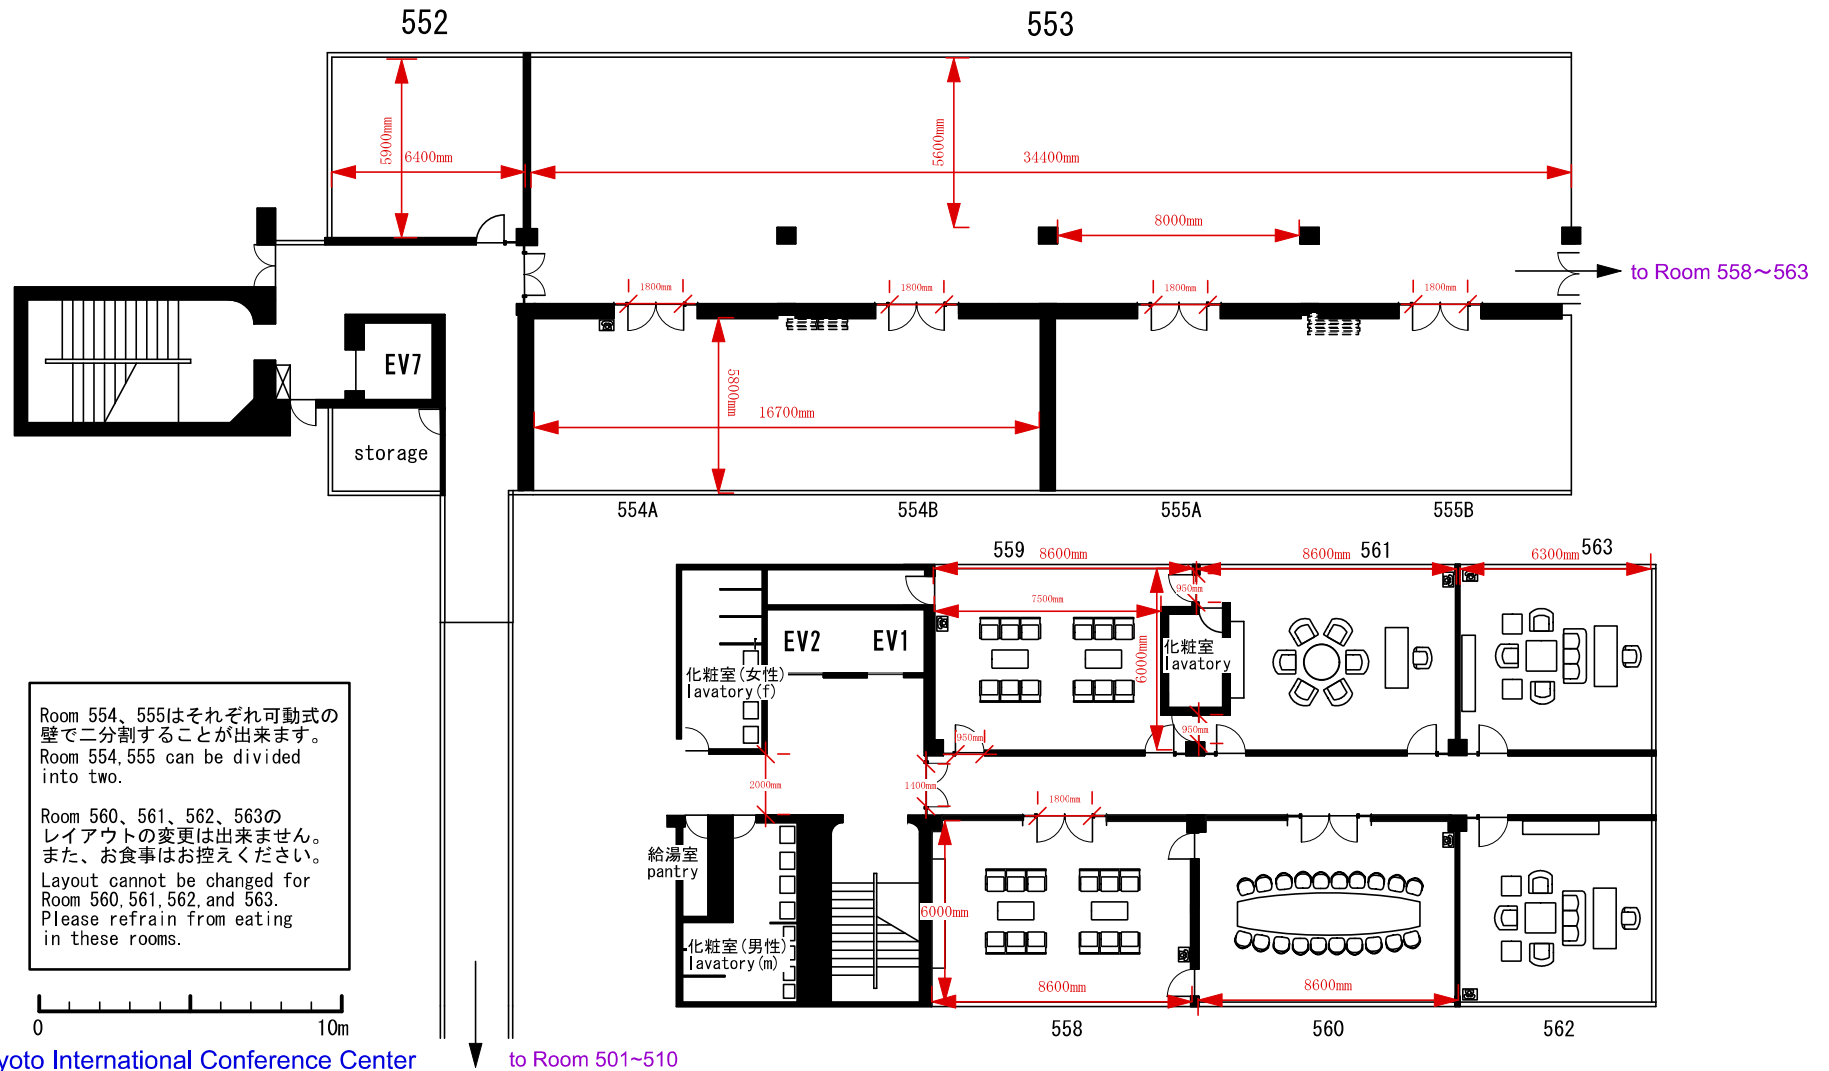 552
553
5900mm
6400mm
5600mm
34400mm
8000mm
to Room 558～563
1800mm
1800mm
1800mm
1800mm
EV7
5800mm
16700mm
storage
554A
554B
555A
555B
559
8600mm
8600mm
561
6300mm
563
950mm
7500mm
EV2
EV1
6000mm
化粧室
lavatory
化粧室(女性)
lavatory(f)
950mm
950mm
2000mm
1400mm
1800mm
Room 554、555はそれぞれ可動式の
壁で二分割することが出来ます。
Room 554,555 can be divided
into two.
Room 560、561、562、563の
レイアウトの変更は出来ません。
また、お食事はお控えください。
Layout cannot be changed for
Room 560,561,562,and 563.
Please refrain from eating
in these rooms.
給湯室
pantry
6000mm
化粧室(男性)
lavatory(m)
8600mm
8600mm
0
10m
558
560
562
yoto International Conference Center
to Room 501~510